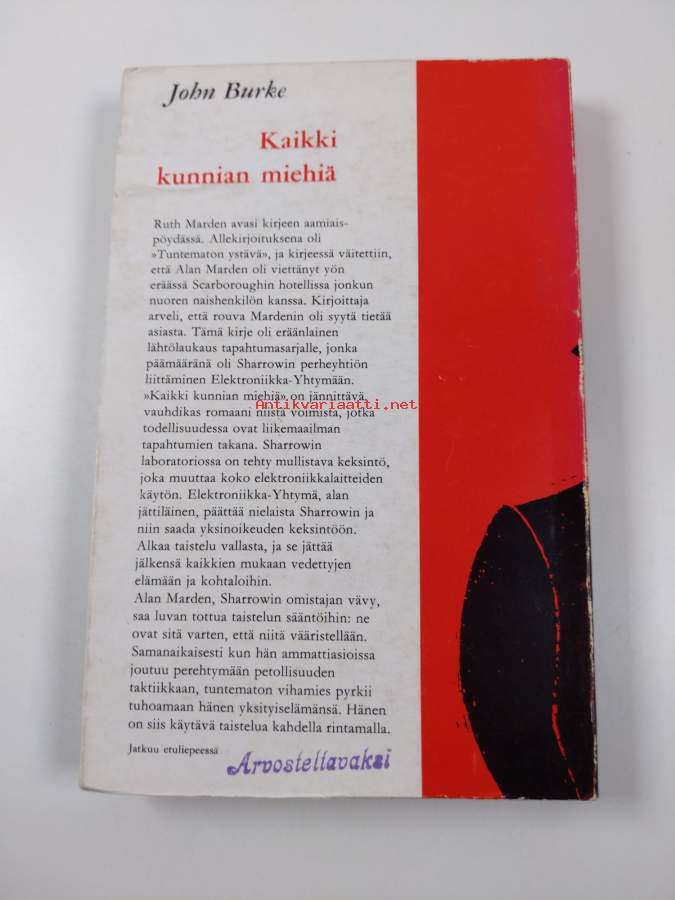 John Burke
Kaikki
kunnian miehiä
Ruth Marden avasi kirjeen aamiais-
pöydässä. Allekirjoituksena oli
»Tuntematon ystävä», ja kirjeessä väitettiin,
että Alan Marden oli viettänyt yön
eräässä Scarboroughin hotellissa jonkun
nuoren naishenkilön kanssa. Kirjoittaja
arveli, että rouva Mardenin oli syytä tietää
asiasta. Tämä kirje oli eräänlainen
lähtölaukaus tapahtumasarjalle, jonka
päämääränä oli Sharrowin perheyhtiön
liittäminen Elektroniikka-Yhtymään.
»Kaikki kunnian miehiä» on jännittävä,
Antikvariaatti.net
vauhdikas romaani niistä voimista, jotka
todellisuudessa ovat liikemaailman
tapahtumien takana. Sharrowin
laboratoriossa on tehty mullistava keksintö,
joka muuttaa koko elektroniikkalaitteiden
käytön. Elektroniikka-Yhtymä, alan
jättiläinen, päättää nielaista Sharrowin ja
niin saada yksinoikeuden keksintöön.
Alkaa taistelu vallasta, ja se jättää
jälkensä kaikkien mukaan vedettyjen
elämään ja kohtaloihin.
Alan Marden, Sharrowin omistajan vävy,
saa luvan tottua taistelun sääntöihin: ne
ovat sitä varten, että niitä vääristellään.
Samanaikaisesti kun hän ammattiasioissa
joutuu perehtymään petollisuuden
taktiikkaan, tuntematon vihamies pyrkii
tuhoamaan hänen yksityiselämänsä. Hänen
on siis käytävä taistelua kahdella rintamalla.
Jatkuu etuliepeessä
Arvosteltavaksi